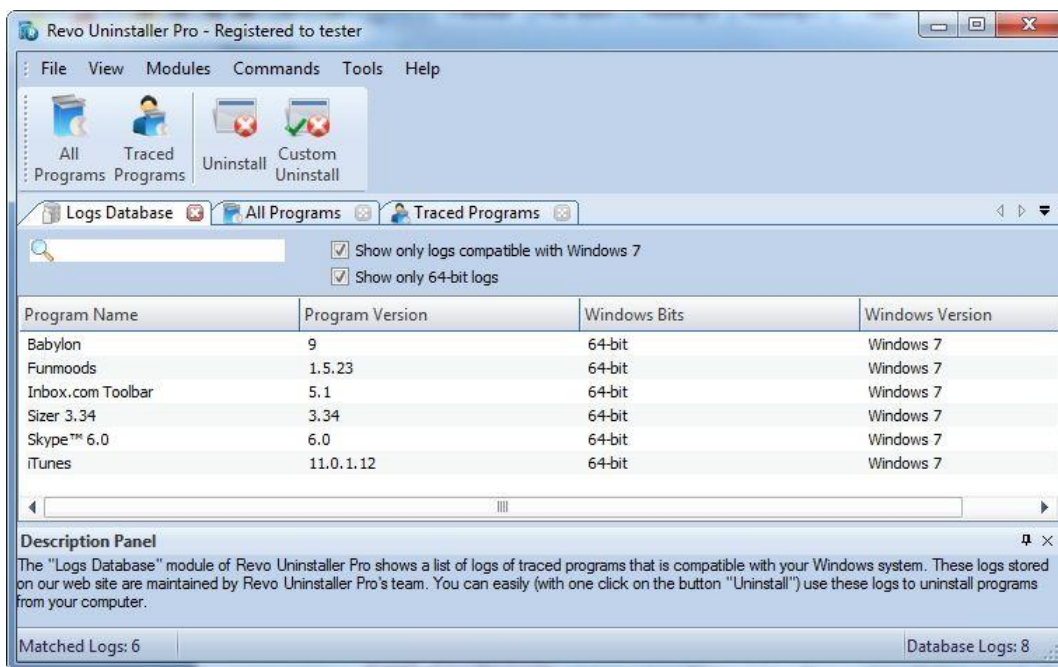 Revo Uninstaller Pro - Registered to tester
File View Modules Commands Tools Help
All Programs
Traced Programs
Uninstall
Custom Uninstall
Logs Database All Programs Traced Programs
Show only logs compatible with Windows 7
Show only 64-bit logs
Program Name Program Version Windows Bits Windows Version
Babylon 9 64-bit Windows 7
Funmoods 1.5.23 64-bit Windows 7
Inbox.com Toolbar 5.1 64-bit Windows 7
Sizer 3.34 3.34 64-bit Windows 7
Skype™ 6.0 6.0 64-bit Windows 7
iTunes 11.0.1.12 64-bit Windows 7
Description Panel
The "Logs Database" module of Revo Uninstaller Pro shows a list of logs of traced programs that is compatible with your Windows system. These logs stored
on our web site are maintained by Revo Uninstaller Pro's team. You can easily (with one click on the button "Uninstall") use these logs to uninstall programs
from your computer.
Matched Logs: 6 Database Logs: 8